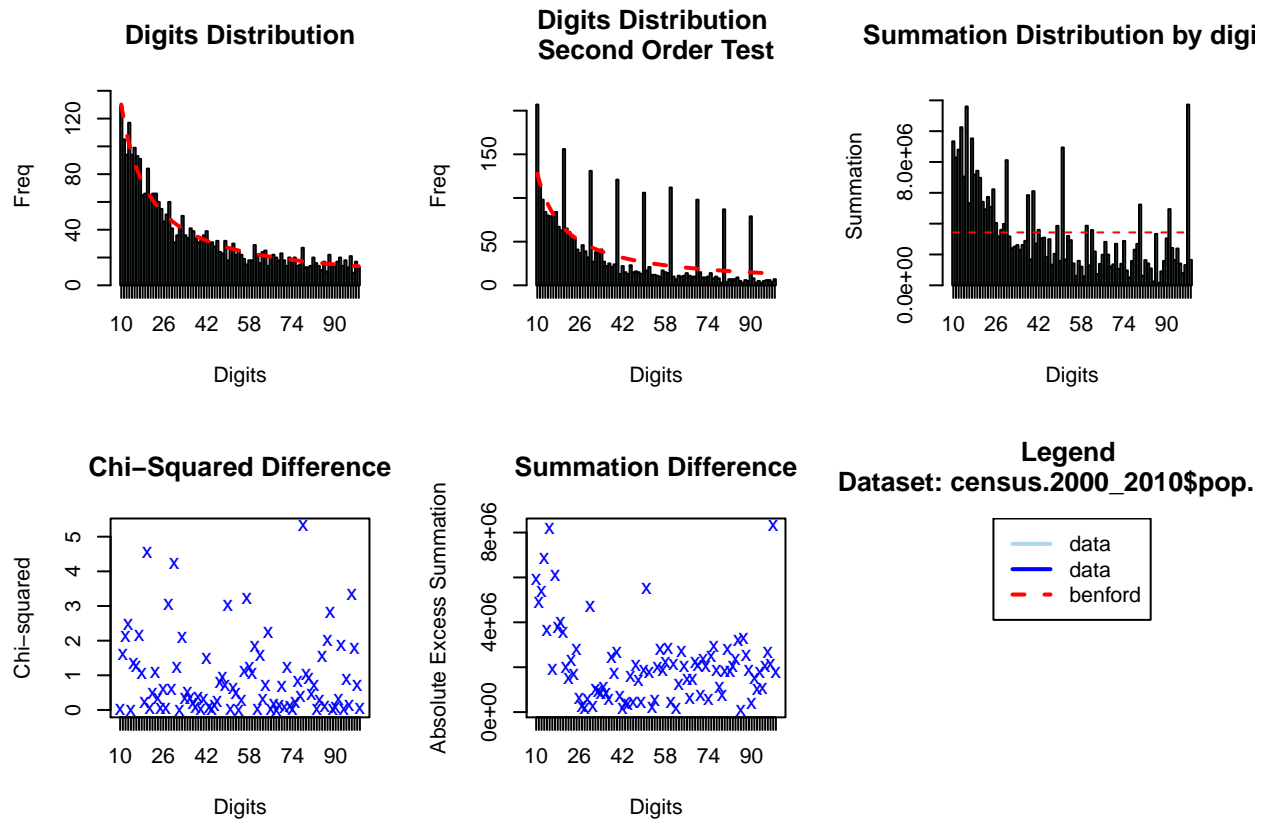 Digits Distribution
Freq
0 40 80 120
10 26 42 58 74 90
Digits
Digits Distribution
Second Order Test
Freq
0 50 150
10 26 42 58 74 90
Digits
Summation Distribution by digi
Summation
0.0e+00 8.0e+06
10 26 42 58 74 90
Digits
Chi−Squared Difference
Chi−squared
0 1 2 3 4 5
10 26 42 58 74 90
Digits
Summation Difference
Absolute Excess Summation
0e+00 4e+06 8e+06
10 26 42 58 74 90
Digits
Legend
Dataset: census.2000_2010$pop.
data
data
benford